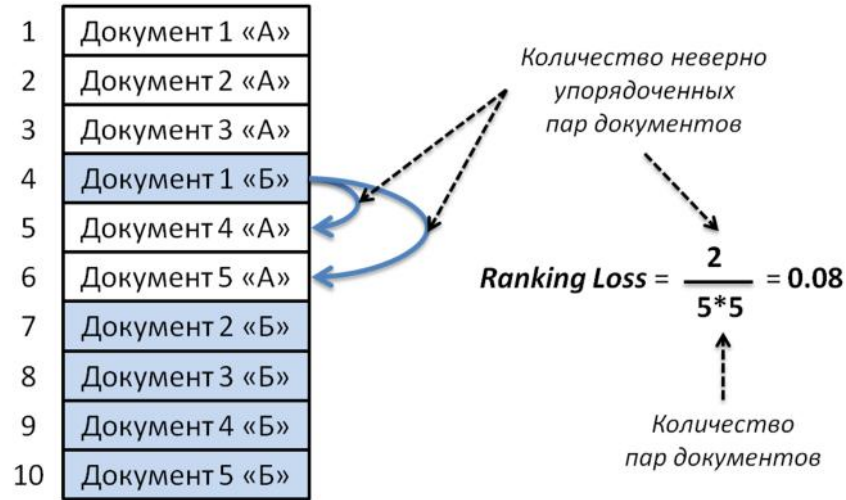 1 Документ 1 «А»
2 Документ 2 «А»
3 Документ 3 «А»
4 Документ 1 «Б»
5 Документ 4 «А»
6 Документ 5 «А»
7 Документ 2 «Б»
8 Документ 3 «Б»
9 Документ 4 «Б»
10 Документ 5 «Б»
Количество неверно
упорядоченных
пар документов
Ranking Loss = 2 / 5*5 = 0.08
Количество
пар документов